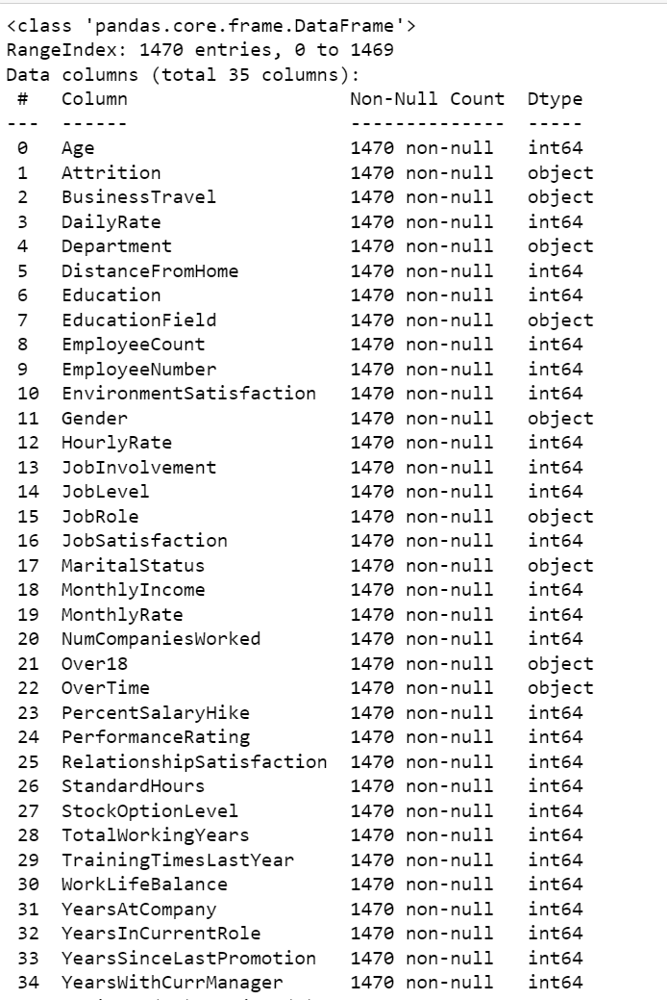 <class 'pandas.core.frame.DataFrame'>
RangeIndex: 1470 entries, 0 to 1469
Data columns (total 35 columns):
 #   Column                    Non-Null Count  Dtype
---  ------                    --------------  -----
 0   Age                       1470 non-null   int64
 1   Attrition                 1470 non-null   object
 2   BusinessTravel            1470 non-null   object
 3   DailyRate                 1470 non-null   int64
 4   Department                1470 non-null   object
 5   DistanceFromHome          1470 non-null   int64
 6   Education                 1470 non-null   int64
 7   EducationField            1470 non-null   object
 8   EmployeeCount             1470 non-null   int64
 9   EmployeeNumber            1470 non-null   int64
 10  EnvironmentSatisfaction   1470 non-null   int64
 11  Gender                    1470 non-null   object
 12  HourlyRate                1470 non-null   int64
 13  JobInvolvement            1470 non-null   int64
 14  JobLevel                  1470 non-null   int64
 15  JobRole                   1470 non-null   object
 16  JobSatisfaction           1470 non-null   int64
 17  MaritalStatus             1470 non-null   object
 18  MonthlyIncome             1470 non-null   int64
 19  MonthlyRate               1470 non-null   int64
 20  NumCompaniesWorked        1470 non-null   int64
 21  Over18                    1470 non-null   object
 22  OverTime                  1470 non-null   object
 23  PercentSalaryHike         1470 non-null   int64
 24  PerformanceRating         1470 non-null   int64
 25  RelationshipSatisfaction  1470 non-null   int64
 26  StandardHours             1470 non-null   int64
 27  StockOptionLevel          1470 non-null   int64
 28  TotalWorkingYears         1470 non-null   int64
 29  TrainingTimesLastYear     1470 non-null   int64
 30  WorkLifeBalance           1470 non-null   int64
 31  YearsAtCompany            1470 non-null   int64
 32  YearsInCurrentRole        1470 non-null   int64
 33  YearsSinceLastPromotion   1470 non-null   int64
 34  YearsWithCurrManager      1470 non-null   int64